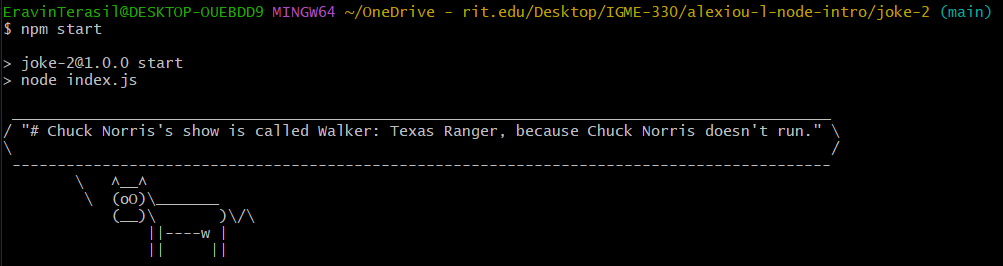 EravinTerasil@DESKTOP-OUEBDD9 MINGW64 ~/OneDrive - rit.edu/Desktop/IGME-330/alexiou-l-node-intro/joke-2 (main)
$ npm start
> joke-2@1.0.0 start
> node index.js
 ______________________________________________________________________________________________
/ "# Chuck Norris's show is called Walker: Texas Ranger, because Chuck Norris doesn't run." \
\                                                                                           /
 ----------------------------------------------------------------------------------------------
        \   ^__^
         \  (oO)\_______
            (__)\       )\/\
                ||----w |
                ||     ||